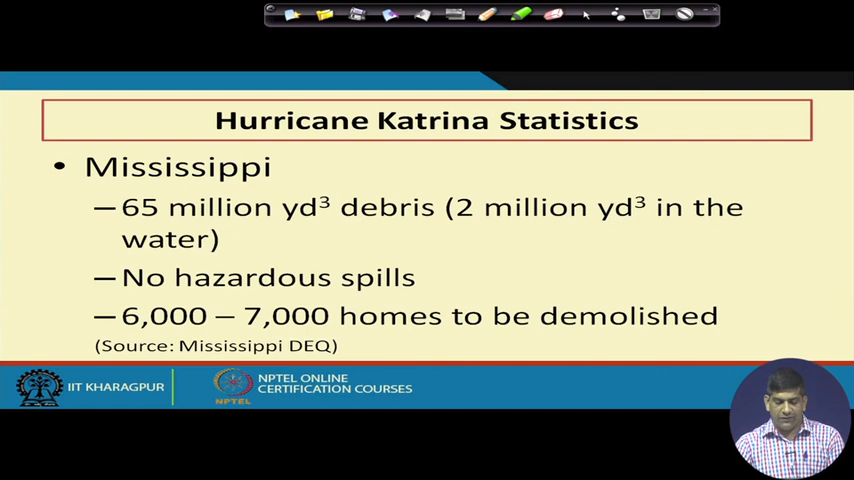 Hurricane Katrina Statistics
• Mississippi
–65 million yd³ debris (2 million yd³ in the
water)
–No hazardous spills
–6,000 – 7,000 homes to be demolished
(Source: Mississippi DEQ)
IIT KHARAGPUR
NPTEL
NPTEL ONLINE
CERTIFICATION COURSES